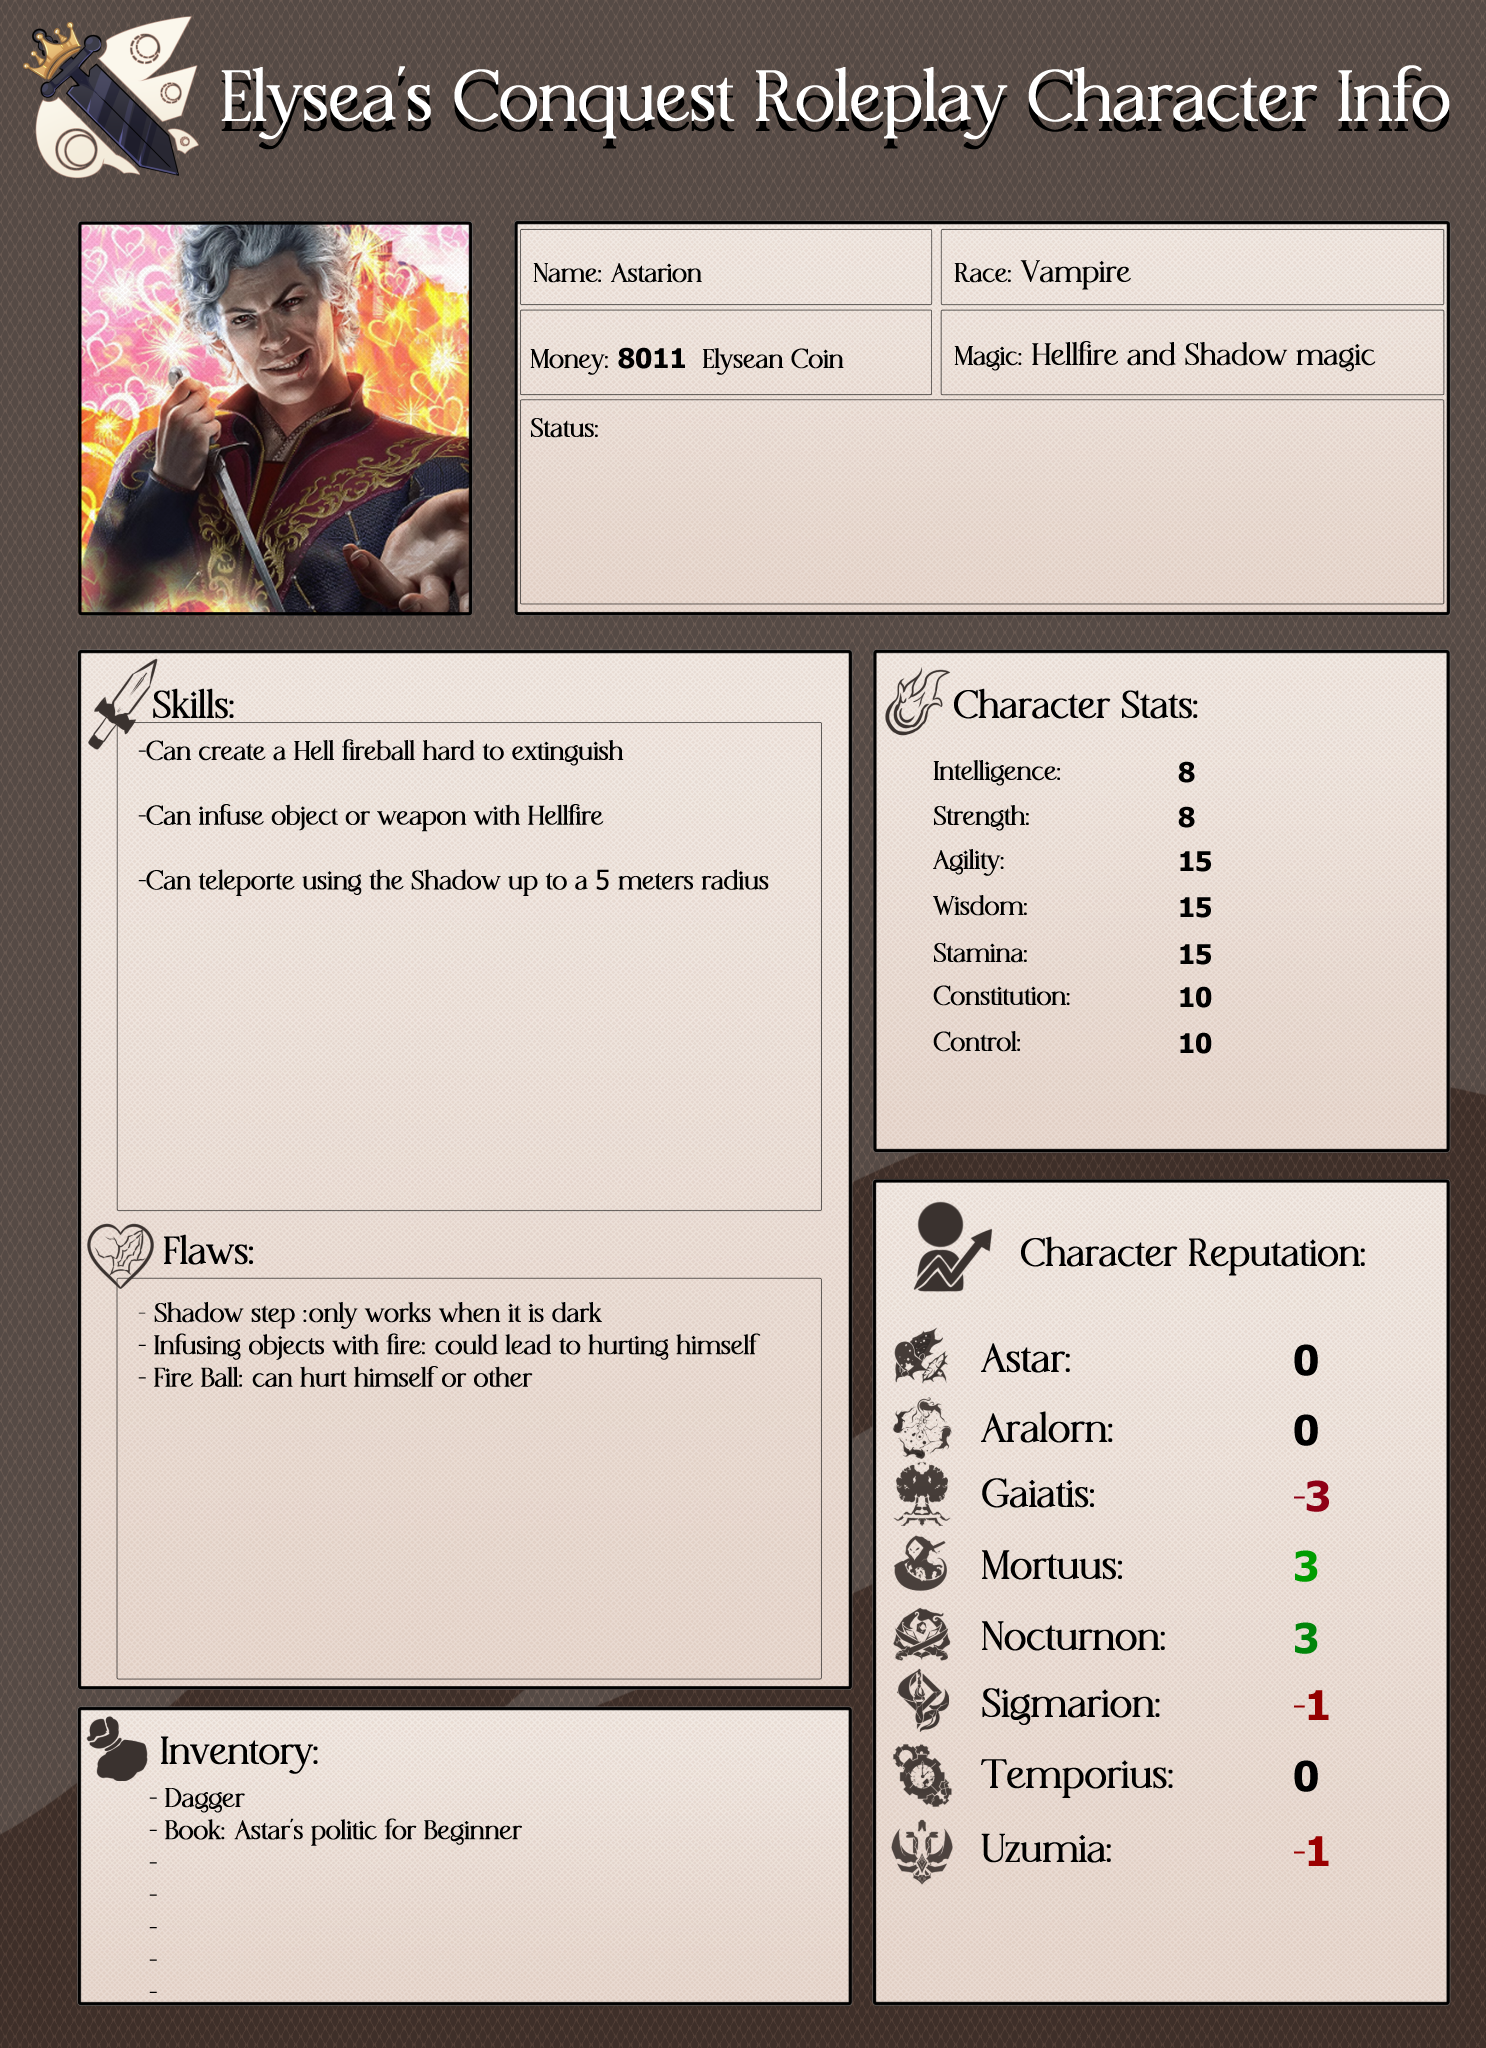 Elysea's Conquest Roleplay Character Info
Name: Astarion
Race: Vampire
Money: 8011 Elysean Coin
Magic: Hellfire and Shadow magic
Status:
Skills:
-Can create a Hell fireball hard to extinguish
-Can infuse object or weapon with Hellfire
-Can teleporte using the Shadow up to a 5 meters radius
Flaws:
- Shadow step :only works when it is dark
- Infusing objects with fire: could lead to hurting himself
- Fire Ball: can hurt himself or other
Inventory:
- Dagger
- Book: Astar's politic for Beginner
-
-
-
-
-
Character Stats:
Intelligence: 8
Strength: 8
Agility: 15
Wisdom: 15
Stamina: 15
Constitution: 10
Control: 10
Character Reputation:
Astar: 0
Aralorn: 0
Gaiatis: -3
Mortuus: 3
Nocturnon: 3
Sigmarion: -1
Temporius: 0
Uzumia: -1